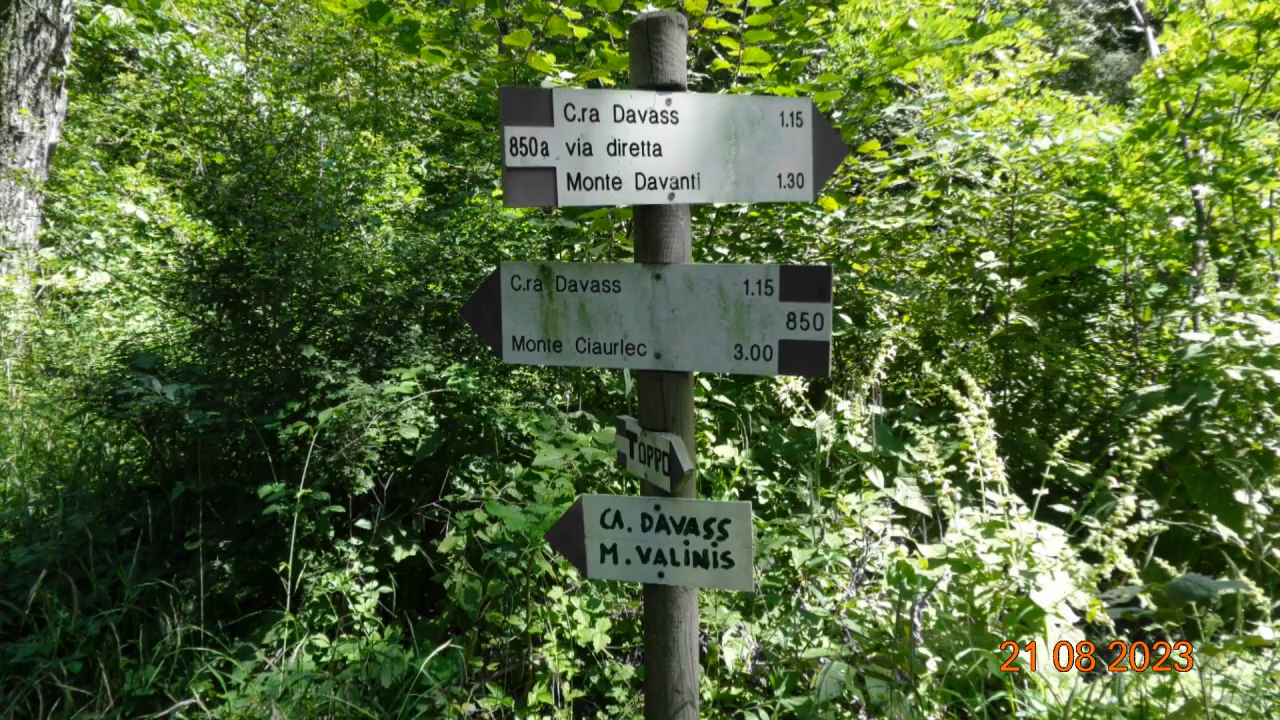 C.ra Davass 1.15
850a via diretta
Monte Davanti 1.30
C.ra Davass 1.15
850
Monte Ciaurlec 3.00
TOPPO
CA. DAVASS
M. VALINIS
21 08 2023